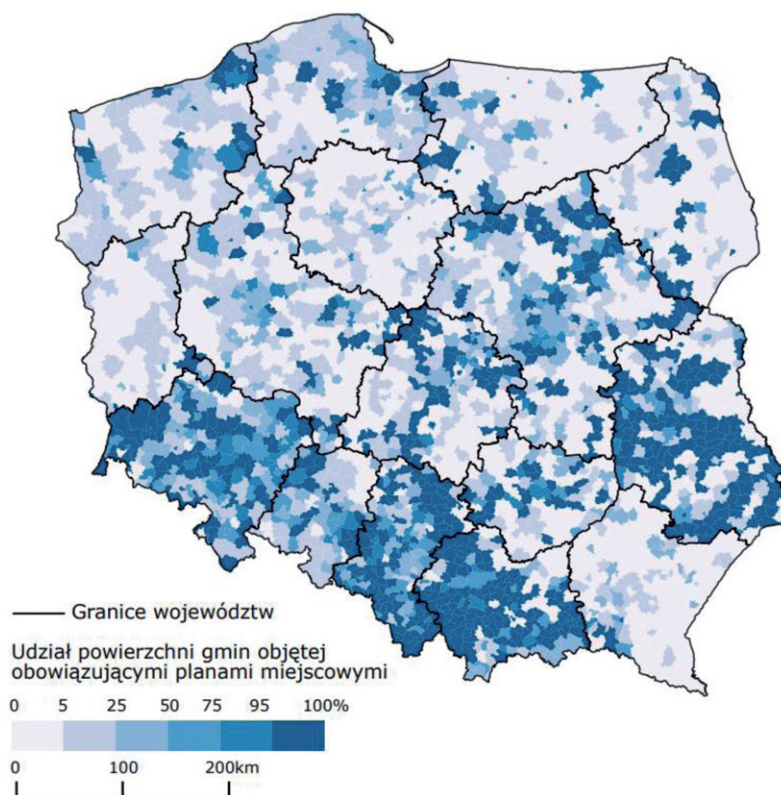 Granice województw
Udział powierzchni gmin objętej
obowiązującymi planami miejscowymi
0 5 25 50 75 95 100%
0 100 200km